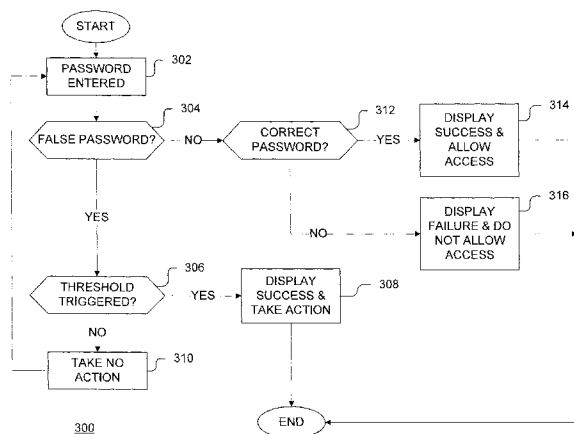 START
PASSWORD
ENTERED
302
FALSE PASSWORD?
304
NO
CORRECT
PASSWORD?
312
YES
DISPLAY
SUCCESS &
ALLOW
ACCESS
314
NO
DISPLAY
FAILURE & DO
NOT ALLOW
ACCESS
316
YES
THRESHOLD
TRIGGERED?
306
YES
DISPLAY
SUCCESS &
TAKE ACTION
308
NO
TAKE NO
ACTION
310
300
END